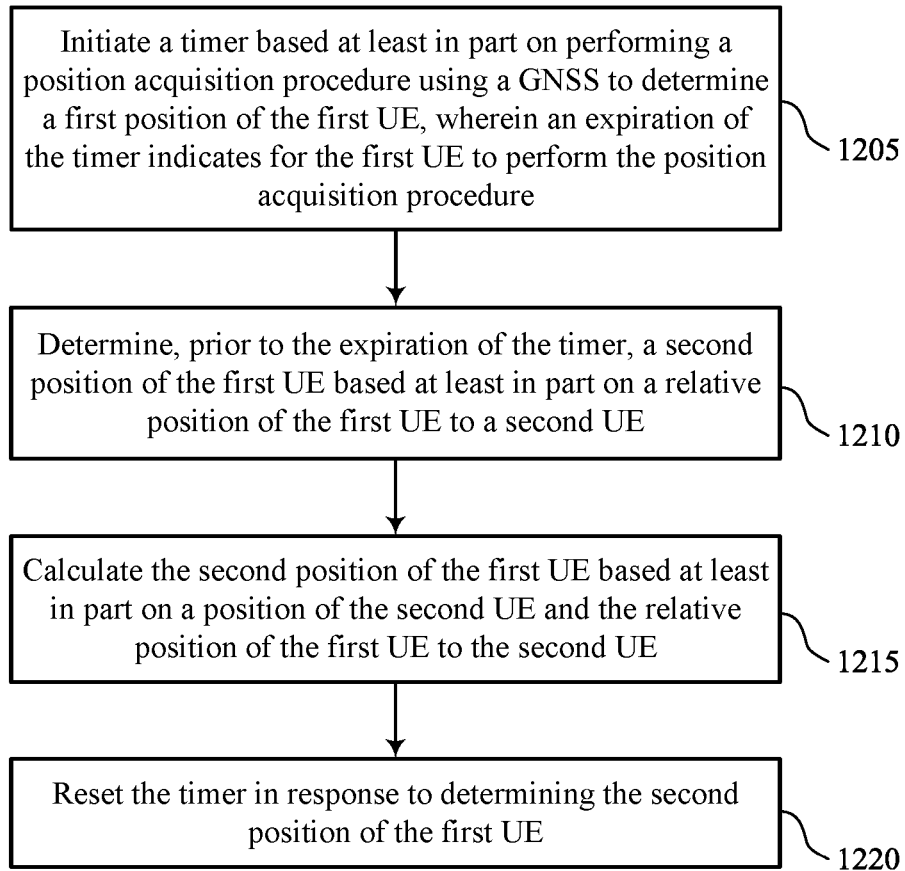 Initiate a timer based at least in part on performing a
position acquisition procedure using a GNSS to determine
a first position of the first UE, wherein an expiration of
the timer indicates for the first UE to perform the position
acquisition procedure
1205
Determine, prior to the expiration of the timer, a second
position of the first UE based at least in part on a relative
position of the first UE to a second UE
1210
Calculate the second position of the first UE based at least
in part on a position of the second UE and the relative
position of the first UE to the second UE
1215
Reset the timer in response to determining the second
position of the first UE
1220